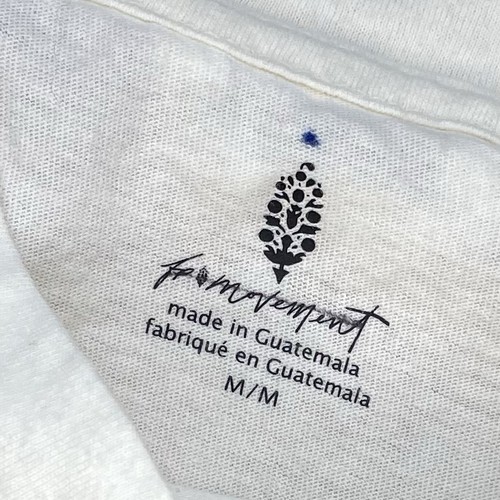 fp movement
made in Guatemala
fabriqué en Guatemala
M/M